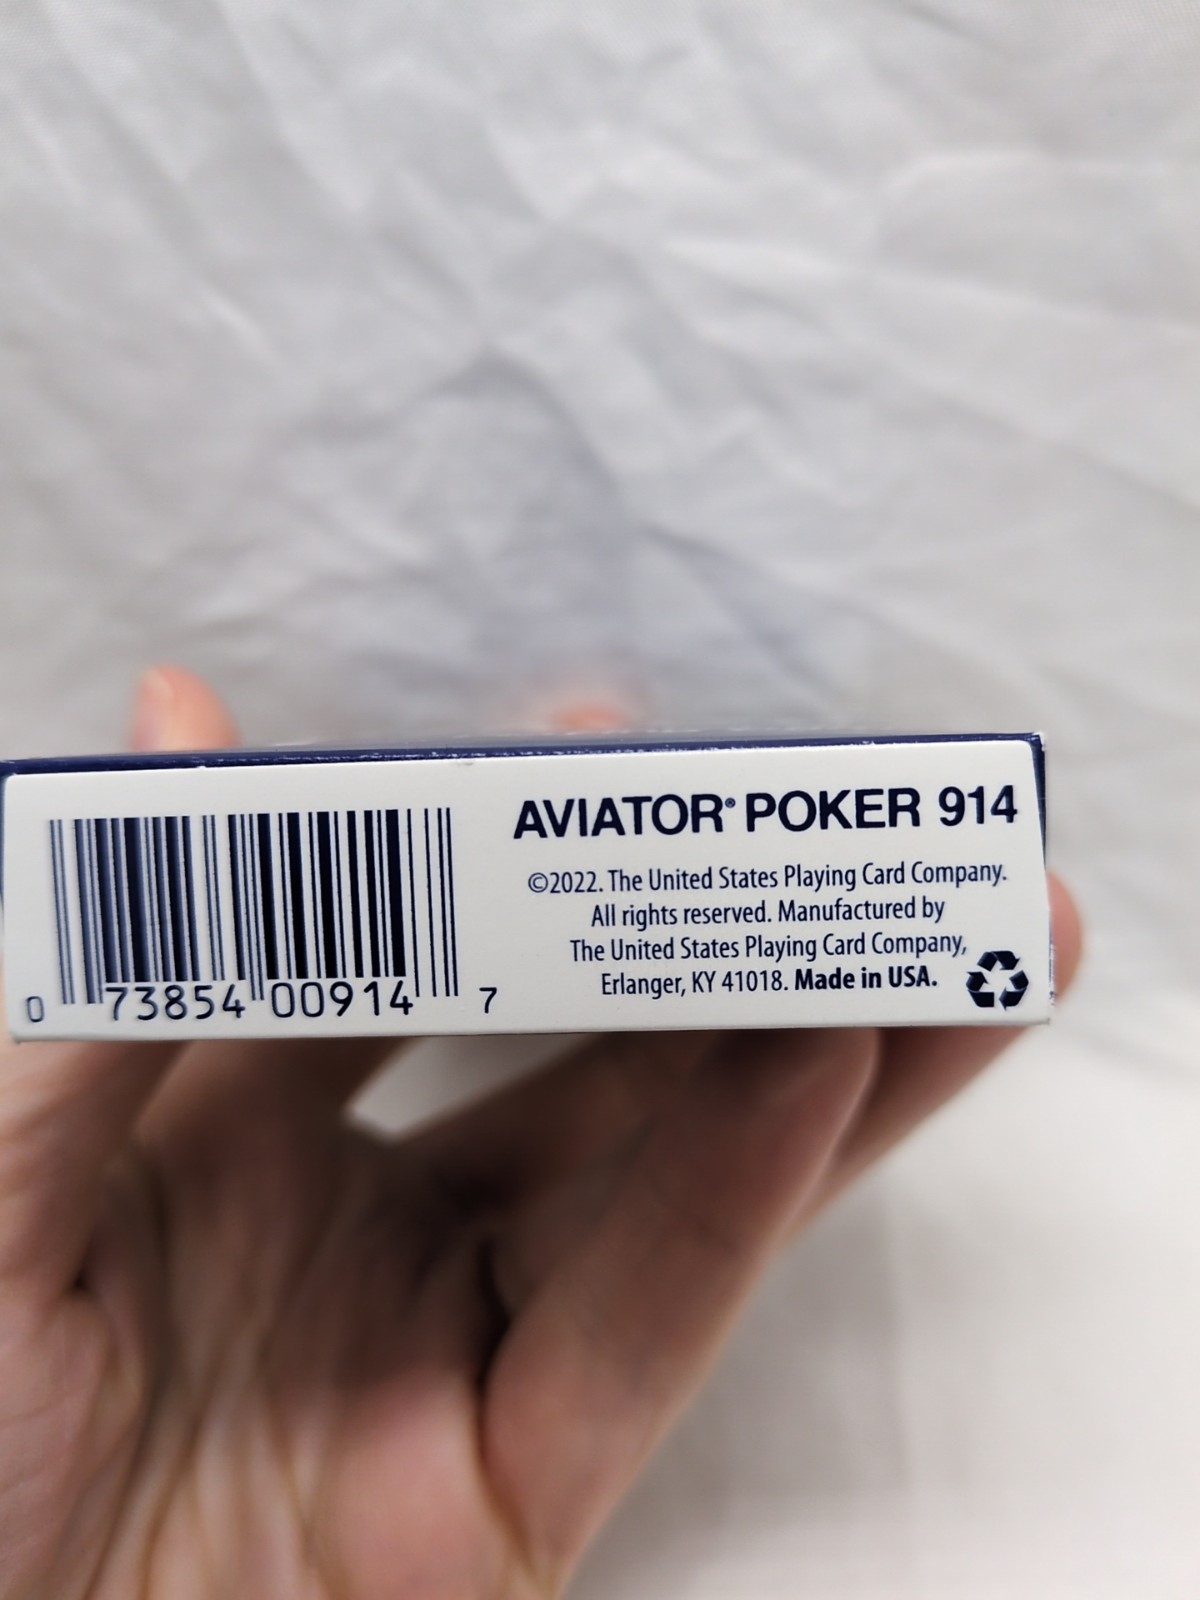 AVIATOR® POKER 914
©2022. The United States Playing Card Company.
All rights reserved. Manufactured by
The United States Playing Card Company,
Erlanger, KY 41018. Made in USA.
0 73854 00914 7